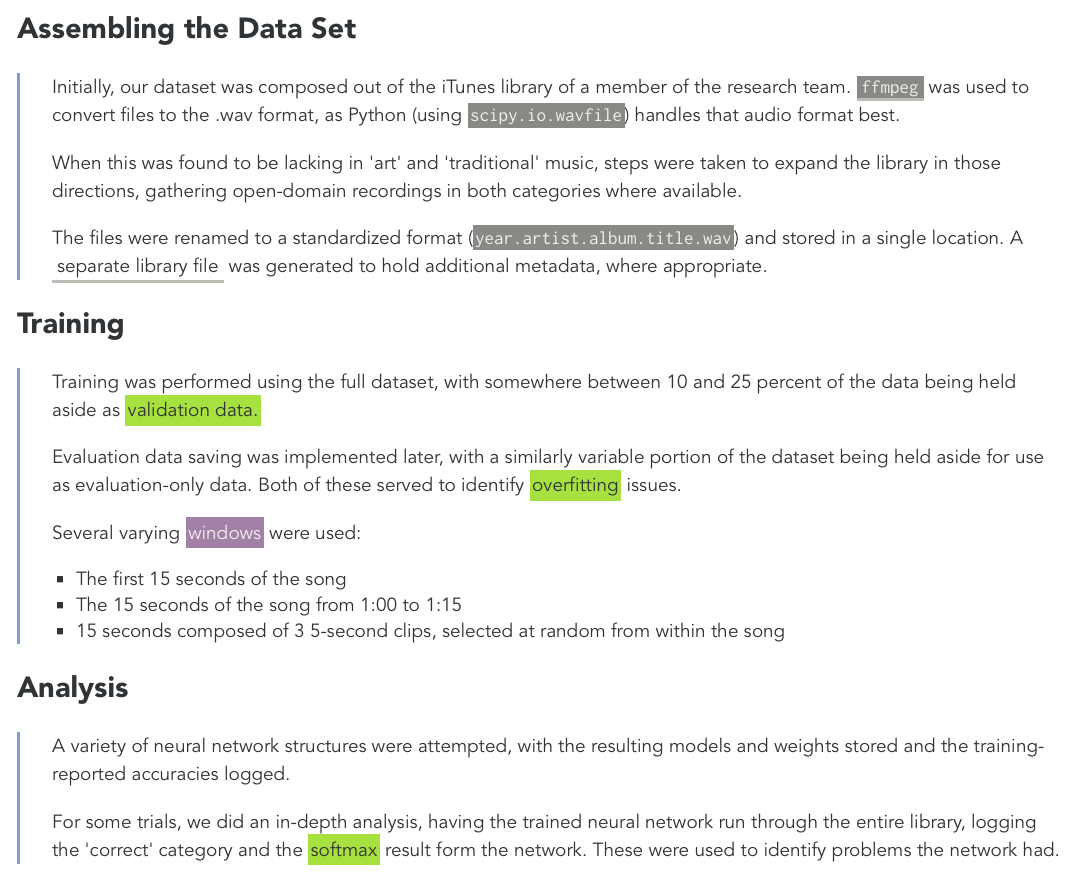 Assembling the Data Set
Initially, our dataset was composed out of the iTunes library of a member of the research team. ffmpeg was used to
convert files to the .wav format, as Python (using scipy.io.wavfile) handles that audio format best.
When this was found to be lacking in 'art' and 'traditional' music, steps were taken to expand the library in those
directions, gathering open-domain recordings in both categories where available.
The files were renamed to a standardized format (year.artist.album.title.wav) and stored in a single location. A
separate library file was generated to hold additional metadata, where appropriate.
Training
Training was performed using the full dataset, with somewhere between 10 and 25 percent of the data being held
aside as validation data.
Evaluation data saving was implemented later, with a similarly variable portion of the dataset being held aside for use
as evaluation-only data. Both of these served to identify overfitting issues.
Several varying windows were used:
▪ The first 15 seconds of the song
▪ The 15 seconds of the song from 1:00 to 1:15
▪ 15 seconds composed of 3 5-second clips, selected at random from within the song
Analysis
A variety of neural network structures were attempted, with the resulting models and weights stored and the training-
reported accuracies logged.
For some trials, we did an in-depth analysis, having the trained neural network run through the entire library, logging
the 'correct' category and the softmax result form the network. These were used to identify problems the network had.